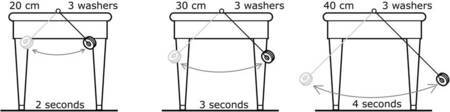 20 cm 3 washers 30 cm 3 washers 40 cm 3 washers
2 seconds 3 seconds 4 seconds